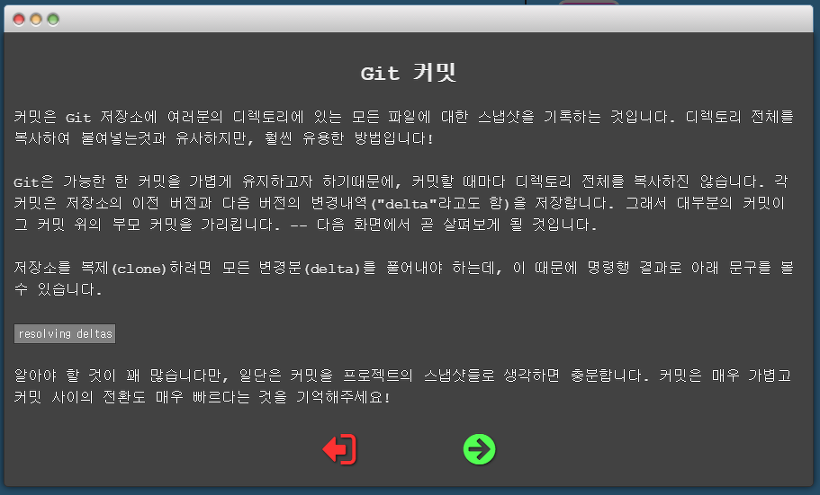 Git 커밋
커밋은 Git 저장소에 여러분의 디렉토리에 있는 모든 파일에 대한 스냅샷을 기록하는 것입니다. 디렉토리 전체를
복사하여 붙여넣는것과 유사하지만, 훨씬 유용한 방법입니다!
Git은 가능한 한 커밋을 가볍게 유지하고자 하기때문에, 커밋할 때마다 디렉토리 전체를 복사하진 않습니다. 각
커밋은 저장소의 이전 버전과 다음 버전의 변경내역("delta"라고도 함)을 저장합니다. 그래서 대부분의 커밋이
그 커밋 위의 부모 커밋을 가리킵니다. -- 다음 화면에서 곧 살펴보게 될 것입니다.
저장소를 복제(clone)하려면 모든 변경분(delta)를 풀어내야 하는데, 이 때문에 명령행 결과로 아래 문구를 볼
수 있습니다.
resolving deltas
알아야 할 것이 꽤 많습니다만, 일단은 커밋을 프로젝트의 스냅샷들로 생각하면 충분합니다. 커밋은 매우 가볍고
커밋 사이의 전환도 매우 빠르다는 것을 기억해주세요!